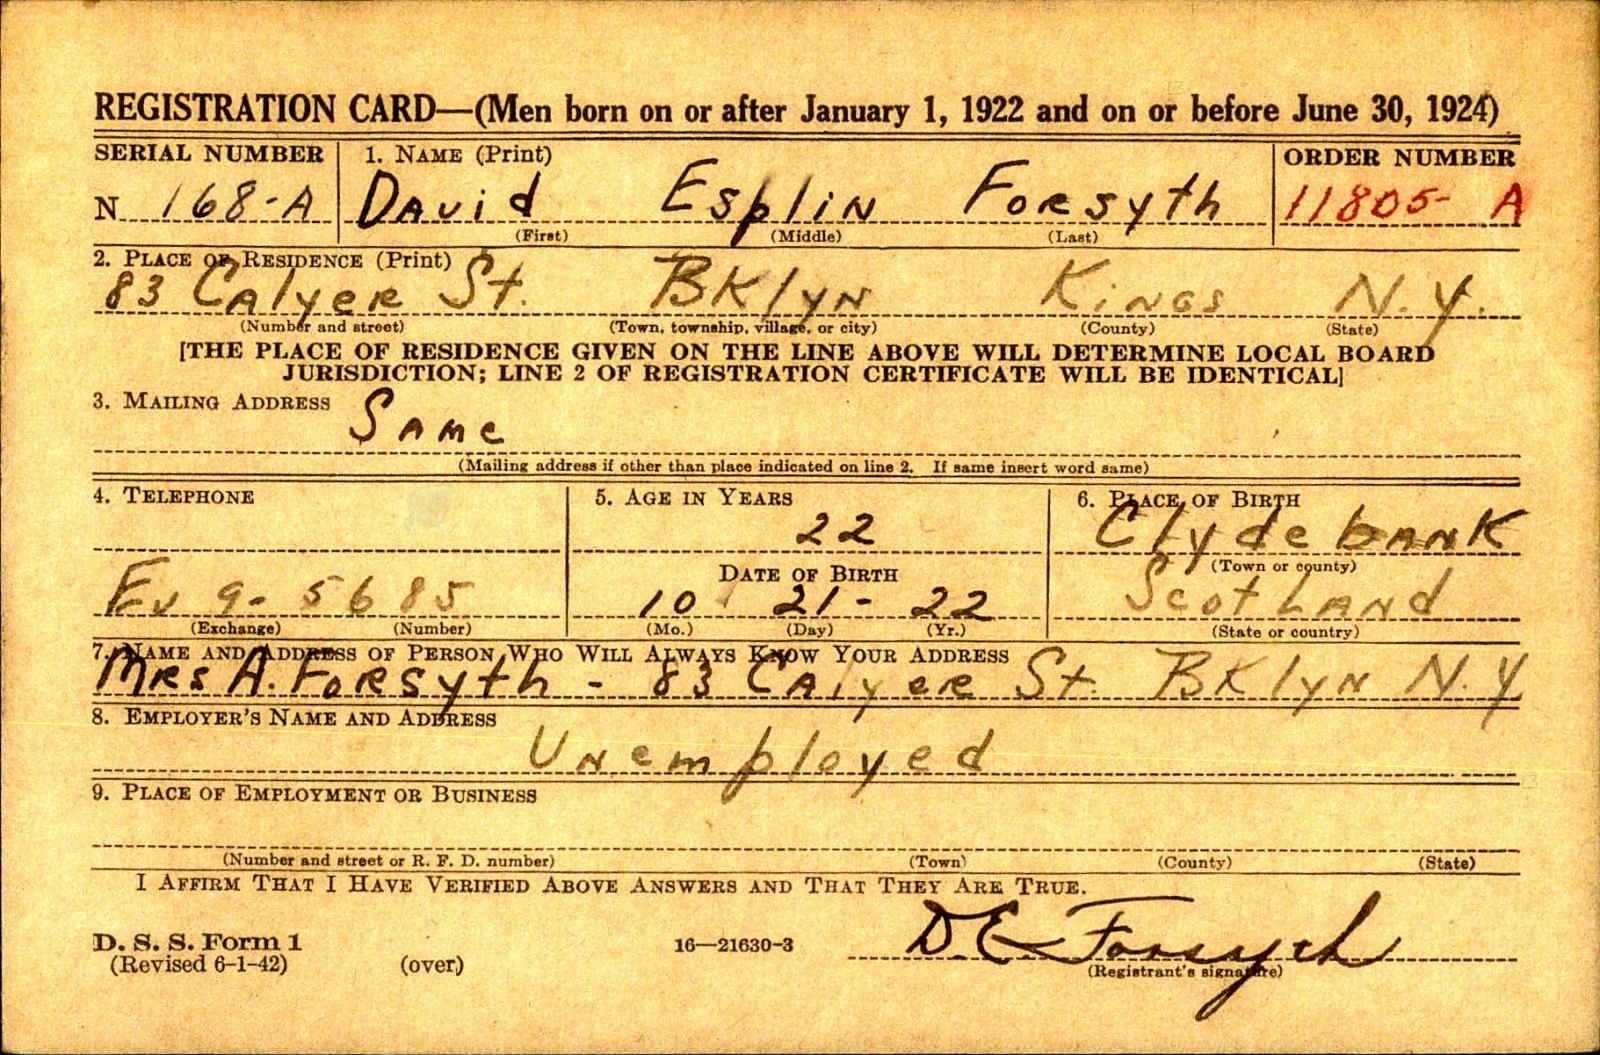 REGISTRATION CARD—(Men born on or after January 1, 1922 and on or before June 30, 1924)
SERIAL NUMBER 1. NAME (Print) ORDER NUMBER
N 168-A David Esplin Forsyth 11805- A
(First) (Middle) (Last)
2. PLACE OF RESIDENCE (Print)
83 Calyer St. Bklyn Kings N.Y.
(Number and street) (Town, township, village, or city) (County) (State)
[THE PLACE OF RESIDENCE GIVEN ON THE LINE ABOVE WILL DETERMINE LOCAL BOARD
JURISDICTION; LINE 2 OF REGISTRATION CERTIFICATE WILL BE IDENTICAL]
3. MAILING ADDRESS
Same
(Mailing address if other than place indicated on line 2. If same insert word same)
4. TELEPHONE 5. AGE IN YEARS 6. PLACE OF BIRTH
22 Clydebank
DATE OF BIRTH (Town or county)
Ev 9- 5685 10 21- 22 Scotland
(Exchange) (Number) (Mo.) (Day) (Yr.) (State or country)
7. NAME AND ADDRESS OF PERSON WHO WILL ALWAYS KNOW YOUR ADDRESS
Mrs A. Forsyth - 83 Calyer St. Bklyn N.Y
8. EMPLOYER'S NAME AND ADDRESS
Unemployed
9. PLACE OF EMPLOYMENT OR BUSINESS
(Number and street or R. F. D. number) (Town) (County) (State)
I AFFIRM THAT I HAVE VERIFIED ABOVE ANSWERS AND THAT THEY ARE TRUE.
D. S. S. Form 1 16—21630-3 D.E. Forsyth
(Revised 6-1-42) (over) (Registrant's signature)